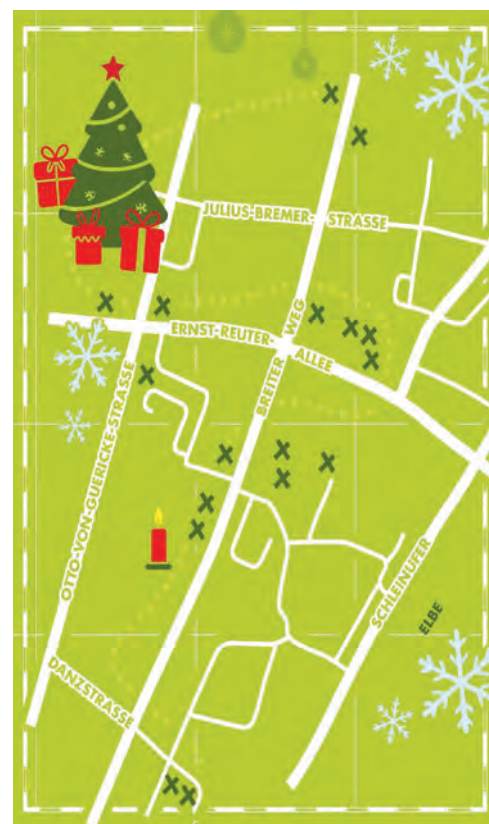 JULIUS-BREMER- STRASSE
ERNST-REUTER- ALLEE
BREITER WEG
OTTO-VON-GUERICKE-STRASSE
SCHLEINUFER
ELBE
DANZSTRASSE